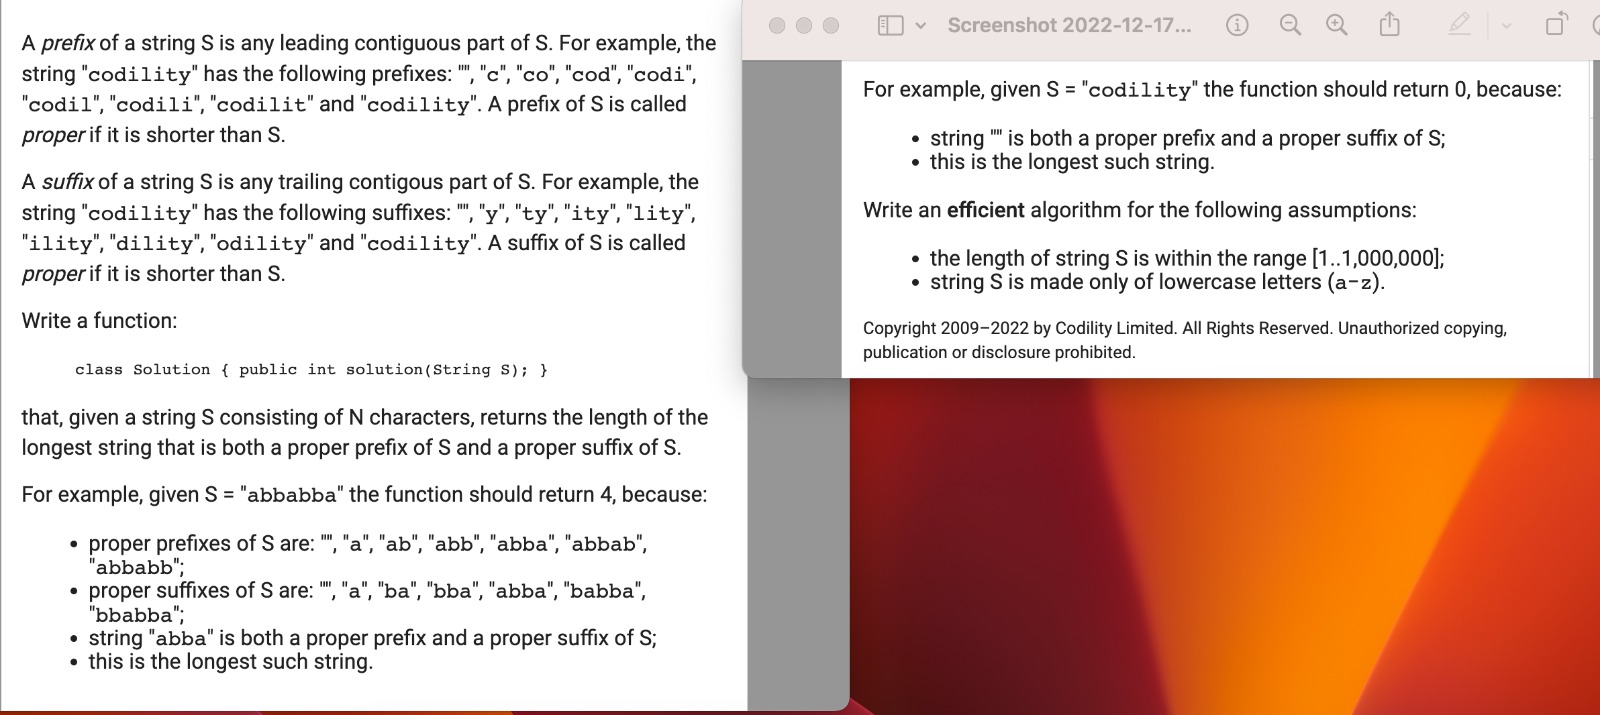 A prefix of a string S is any leading contiguous part of S. For example, the
string "codility" has the following prefixes: "", "c", "co", "cod", "codi",
"codil", "codili", "codilit" and "codility". A prefix of S is called
proper if it is shorter than S.
A suffix of a string S is any trailing contigous part of S. For example, the
string "codility" has the following suffixes: "", "y", "ty", "ity", "lity",
"ility", "dility", "odility" and "codility". A suffix of S is called
proper if it is shorter than S.
Write a function:
class Solution { public int solution(String S); }
that, given a string S consisting of N characters, returns the length of the
longest string that is both a proper prefix of S and a proper suffix of S.
For example, given S = "abbabba" the function should return 4, because:
• proper prefixes of S are: "", "a", "ab", "abb", "abba", "abbab",
"abbabb";
• proper suffixes of S are: "", "a", "ba", "bba", "abba", "babba",
"bbabba";
• string "abba" is both a proper prefix and a proper suffix of S;
• this is the longest such string.
Screenshot 2022-12-17...
For example, given S = "codility" the function should return 0, because:
• string "" is both a proper prefix and a proper suffix of S;
• this is the longest such string.
Write an efficient algorithm for the following assumptions:
• the length of string S is within the range [1..1,000,000];
• string S is made only of lowercase letters (a-z).
Copyright 2009–2022 by Codility Limited. All Rights Reserved. Unauthorized copying,
publication or disclosure prohibited.